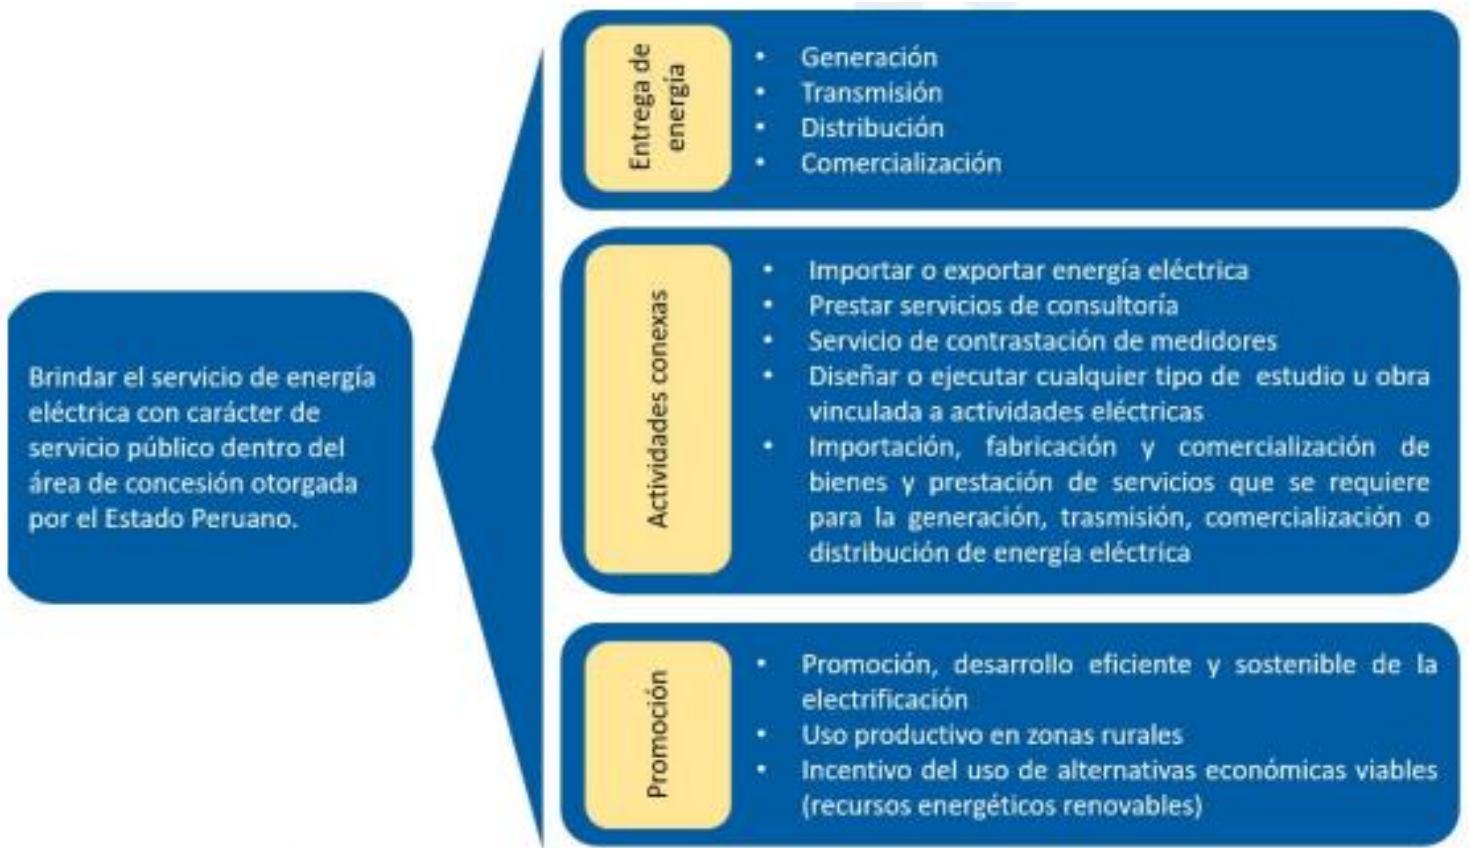 Brindar el servicio de energía
eléctrica con carácter de
servicio público dentro del
área de concesión otorgada
por el Estado Peruano.
Entrega de
energía
• Generación
• Transmisión
• Distribución
• Comercialización
Actividades conexas
• Importar o exportar energía eléctrica
• Prestar servicios de consultoría
• Servicio de contrastación de medidores
• Diseñar o ejecutar cualquier tipo de estudio u obra
vinculada a actividades eléctricas
• Importación, fabricación y comercialización de
bienes y prestación de servicios que se requiere
para la generación, trasmisión, comercialización o
distribución de energía eléctrica
Promoción
• Promoción, desarrollo eficiente y sostenible de la
electrificación
• Uso productivo en zonas rurales
• Incentivo del uso de alternativas económicas viables
(recursos energéticos renovables)